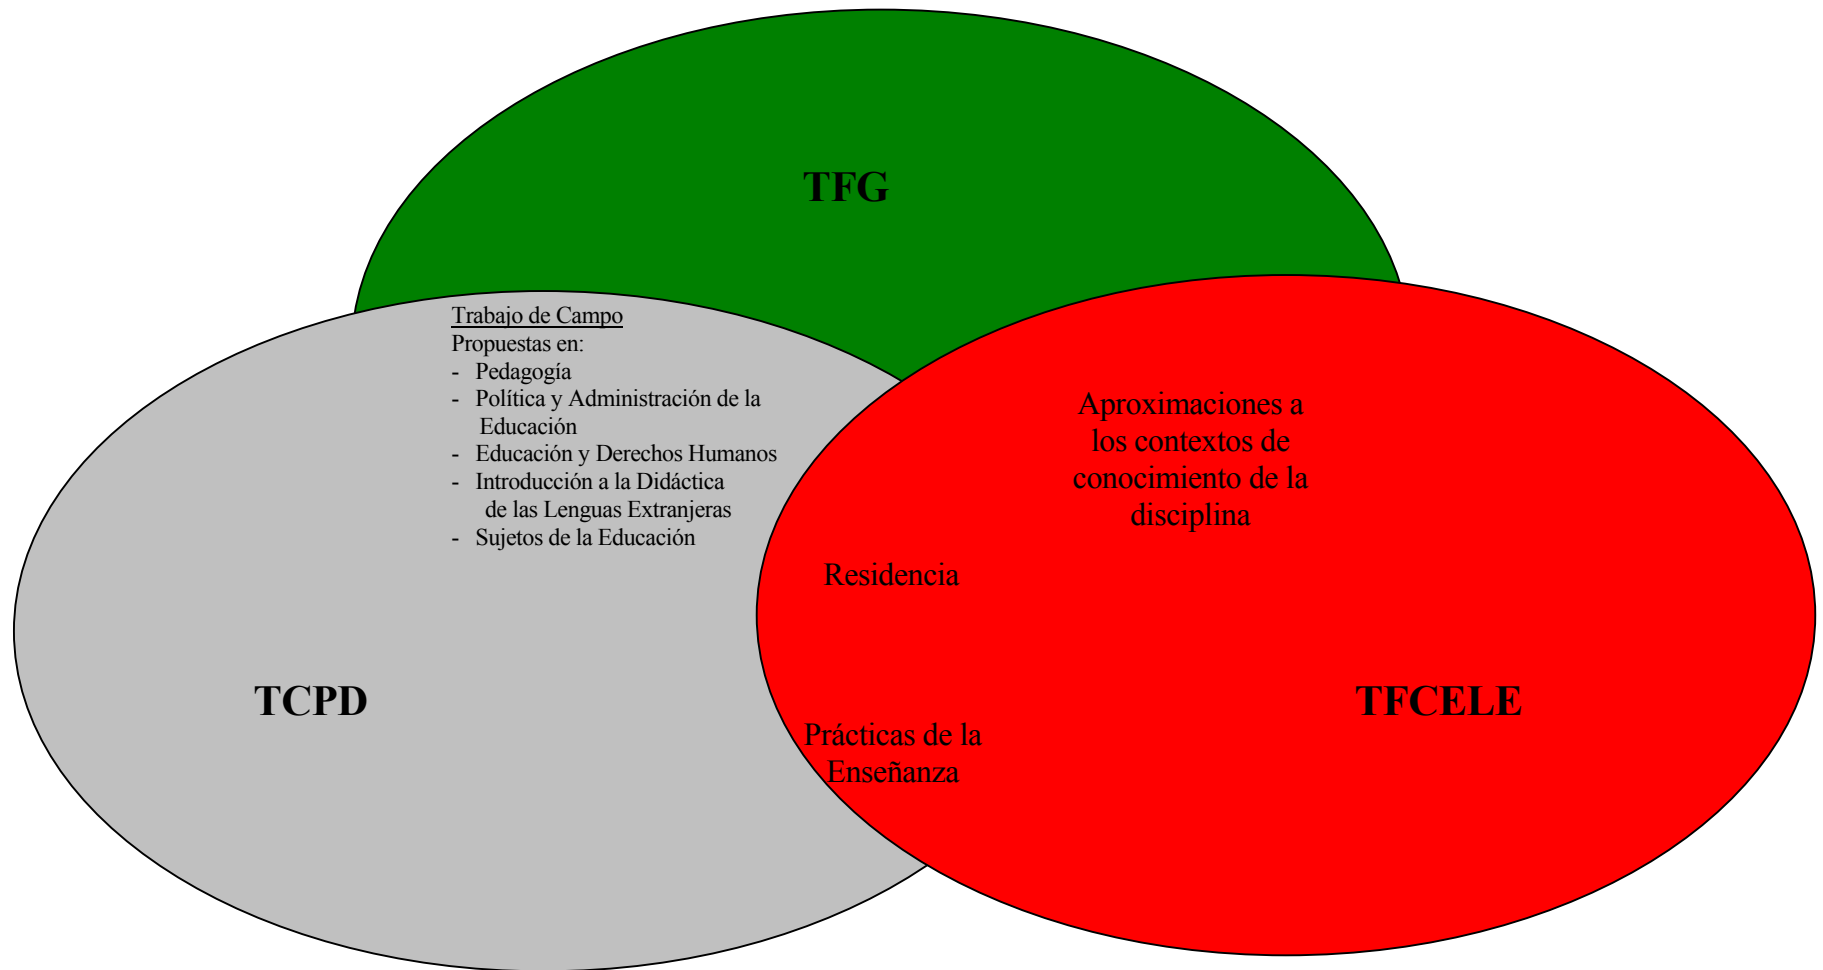 TFG
Trabajo de Campo
Propuestas en:
- Pedagogía
- Política y Administración de la
Educación
- Educación y Derechos Humanos
- Introducción a la Didáctica
de las Lenguas Extranjeras
- Sujetos de la Educación
Aproximaciones a
los contextos de
conocimiento de la
disciplina
Residencia
TCPD
TFCELE
Prácticas de la
Enseñanza